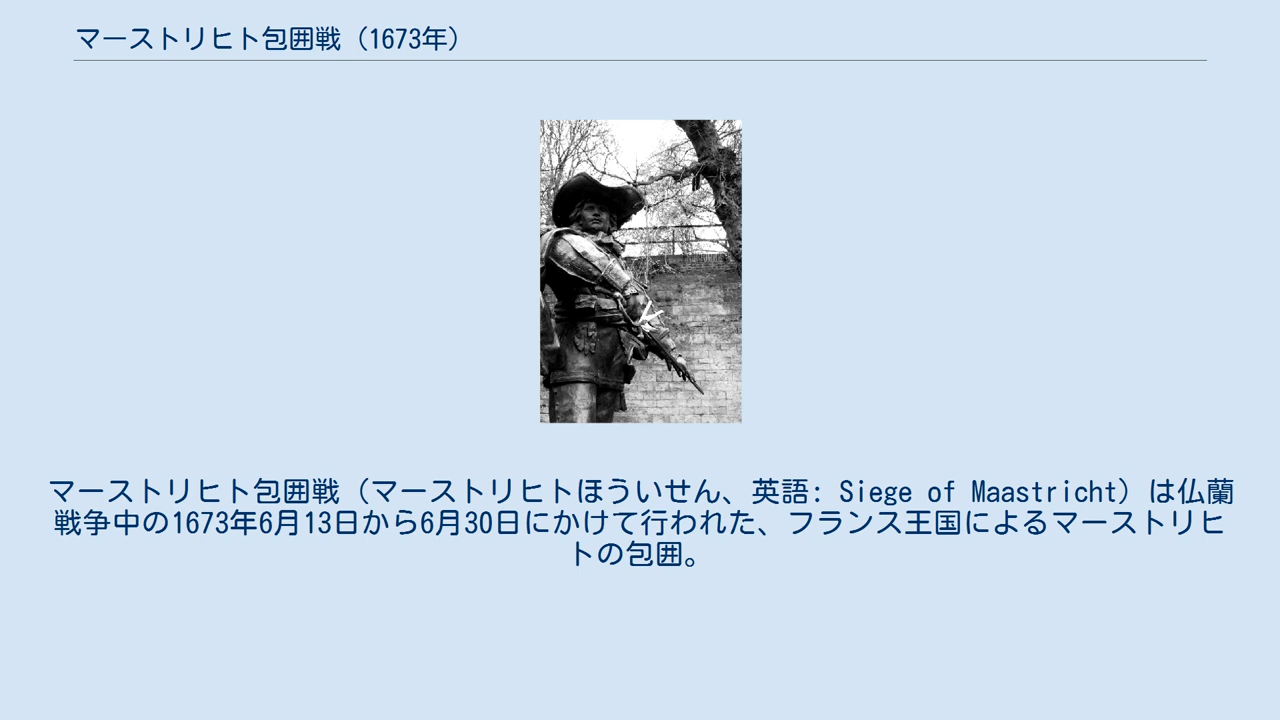 マーストリヒト包囲戦（1673年）
マーストリヒト包囲戦（マーストリヒトほういせん、英語: Siege of Maastricht）は仏蘭
戦争中の1673年6月13日から6月30日にかけて行われた、フランス王国によるマーストリヒ
トの包囲。